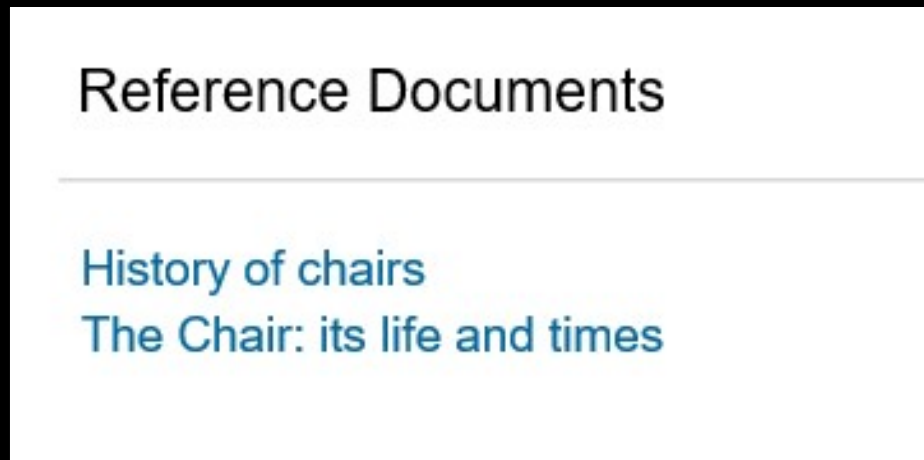 Reference Documents
History of chairs
The Chair: its life and times